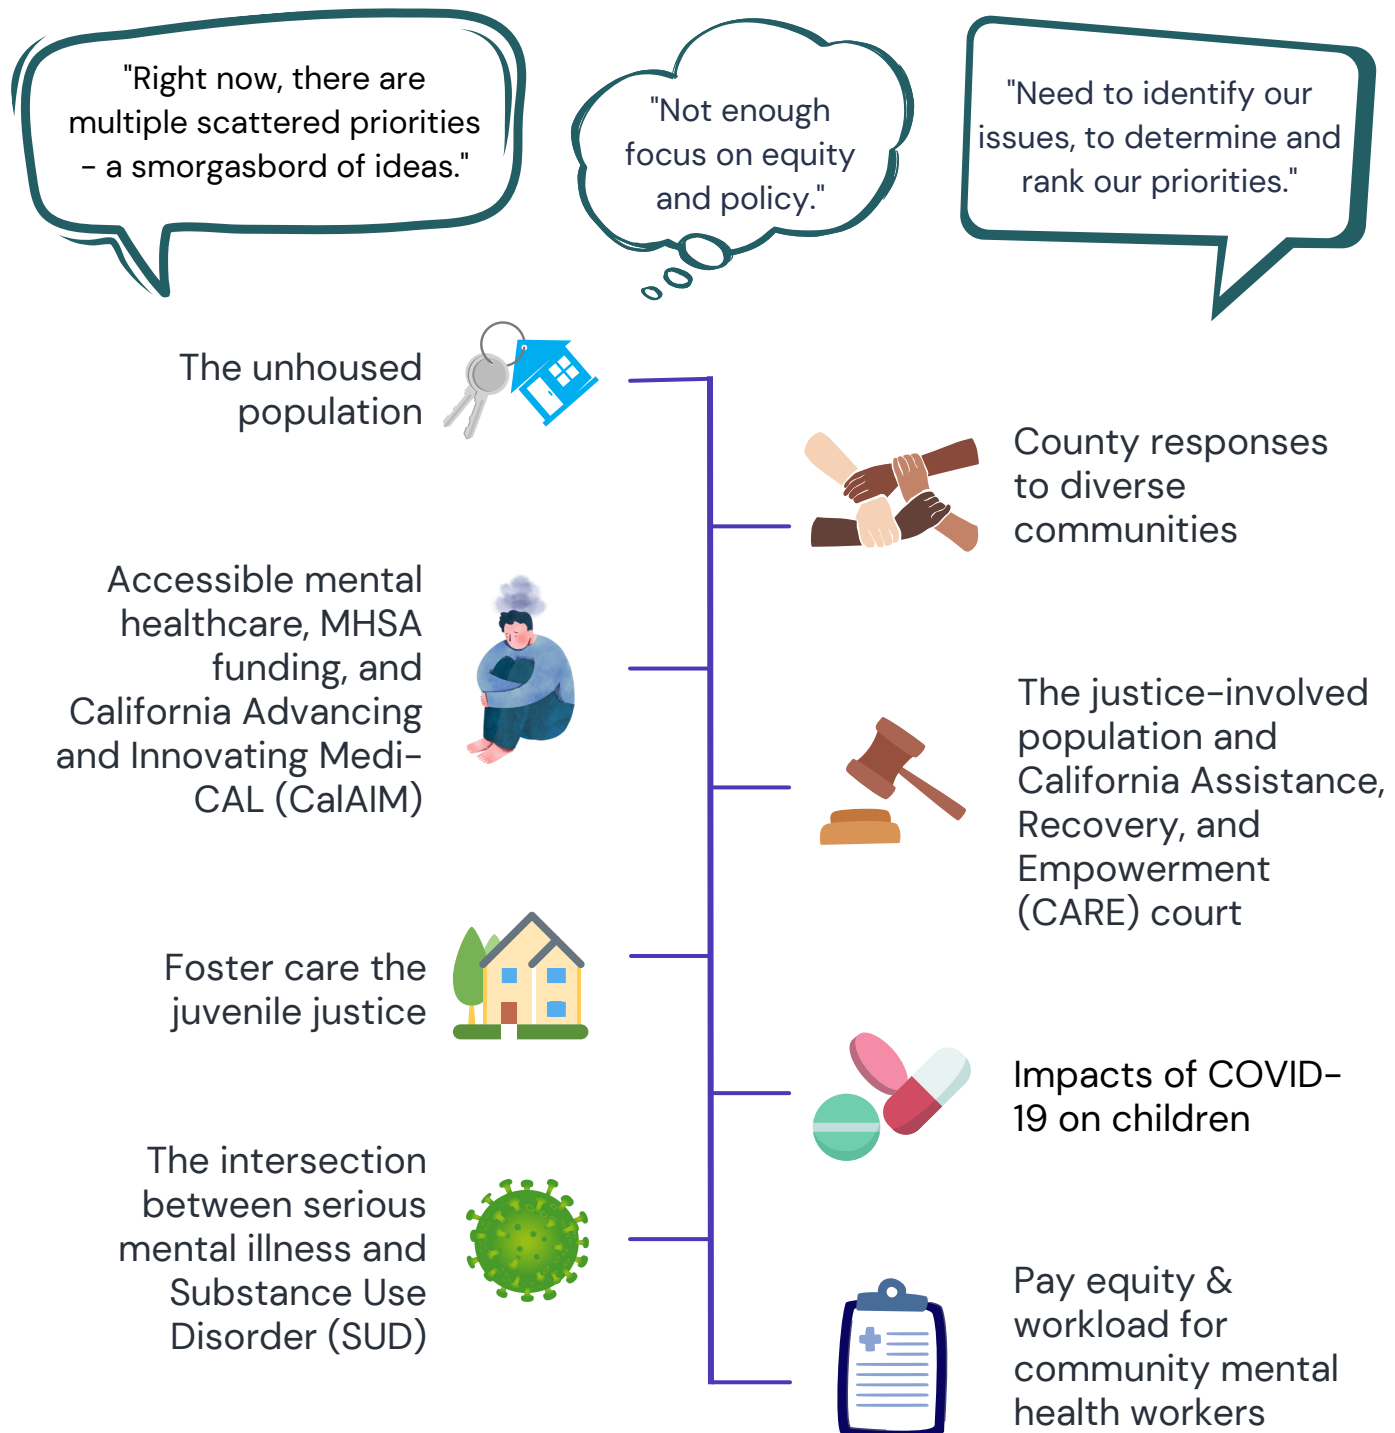 "Right now, there are
multiple scattered priorities
- a smorgasbord of ideas."
"Not enough
focus on equity
and policy."
"Need to identify our
issues, to determine and
rank our priorities."
The unhoused
population
County responses
to diverse
communities
Accessible mental
healthcare, MHSA
funding, and
California Advancing
and Innovating Medi-
CAL (CalAIM)
The justice-involved
population and
California Assistance,
Recovery, and
Empowerment
(CARE) court
Foster care the
juvenile justice
Impacts of COVID-
19 on children
The intersection
between serious
mental illness and
Substance Use
Disorder (SUD)
Pay equity &
workload for
community mental
health workers